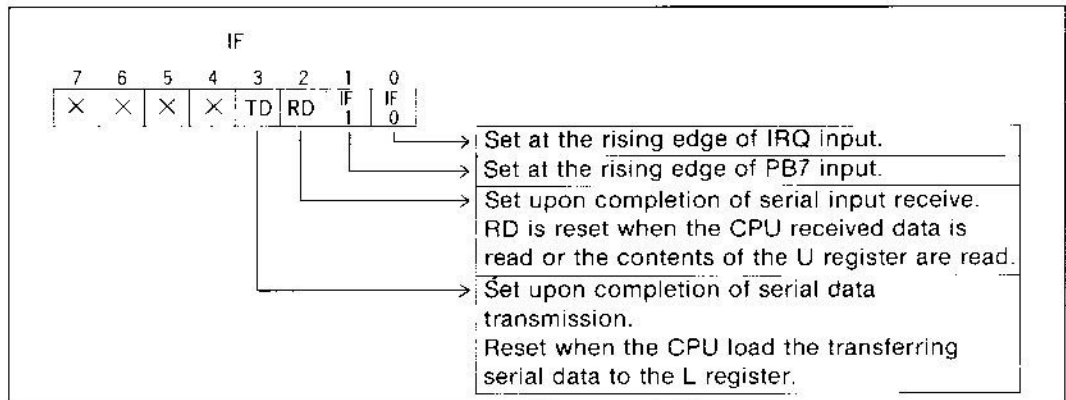 IF
7 6 5 4 3 2 1 0
× × × × TD RD IF 1 IF 0
Set at the rising edge of IRQ input.
Set at the rising edge of PB7 input.
Set upon completion of serial input receive.
RD is reset when the CPU received data is
read or the contents of the U register are read.
Set upon completion of serial data
transmission.
Reset when the CPU load the transferring
serial data to the L register.